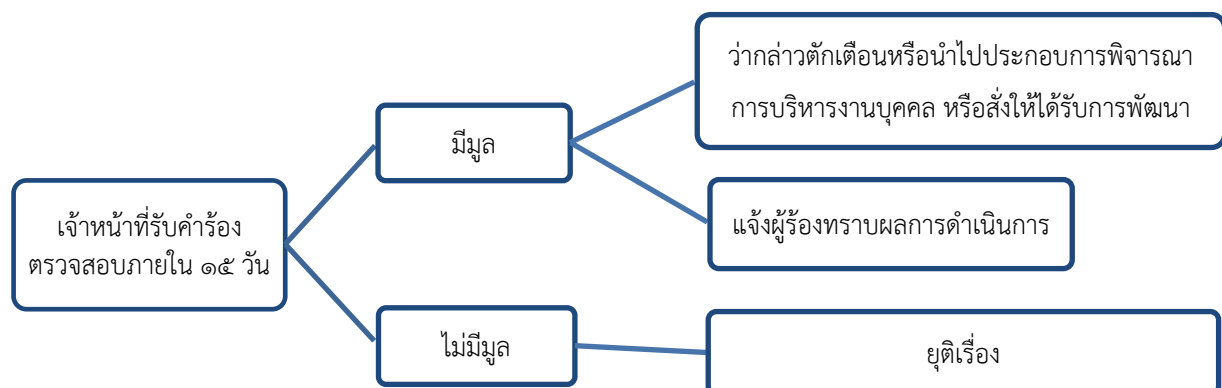 ว่ากล่าวตักเตือนหรือนำไปประกอบการพิจารณา
การบริหารงานบุคคล หรือสั่งให้ได้รับการพัฒนา
มีมูล
เจ้าหน้าที่รับคำร้อง
ตรวจสอบภายใน ๑๕ วัน
แจ้งผู้ร้องทราบผลการดำเนินการ
ไม่มีมูล
ยุติเรื่อง